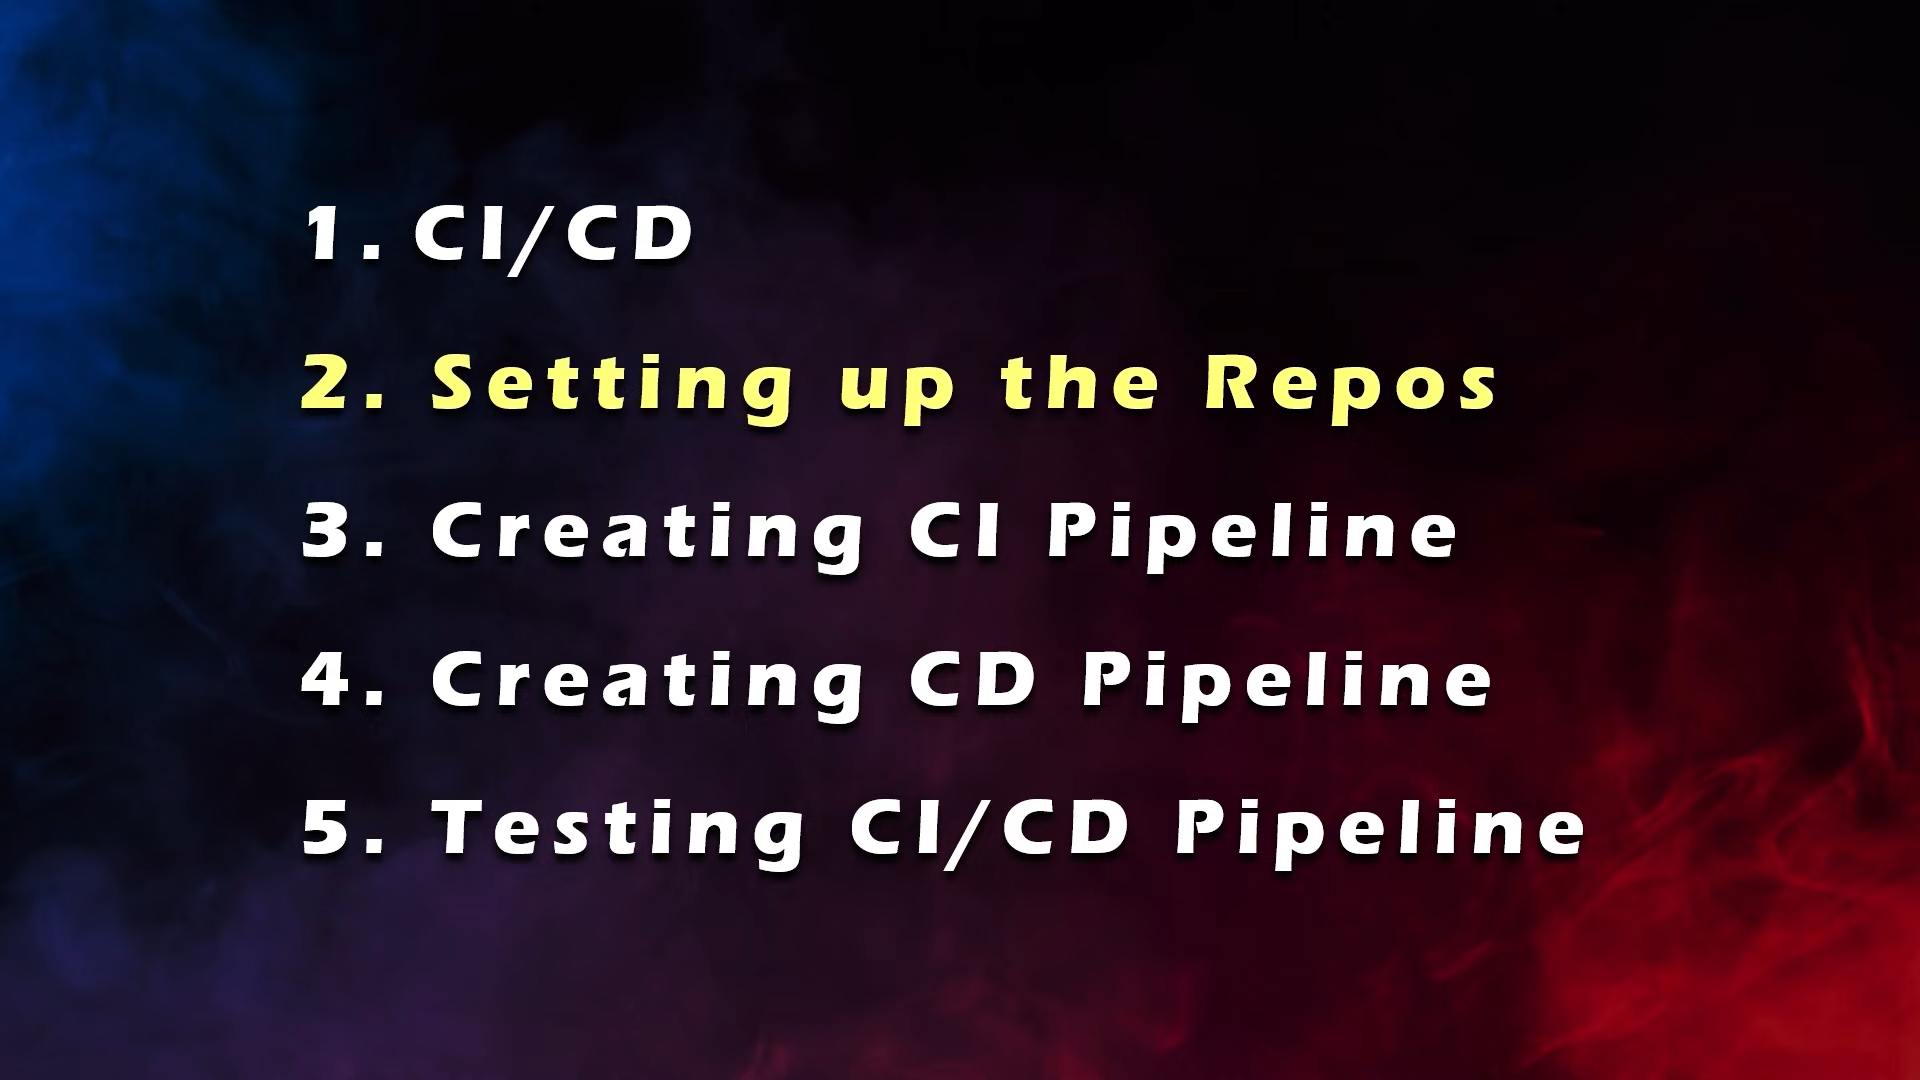 1. CI/CD
2. Setting up the Repos
3. Creating CI Pipeline
4. Creating CD Pipeline
5. Testing CI/CD Pipeline